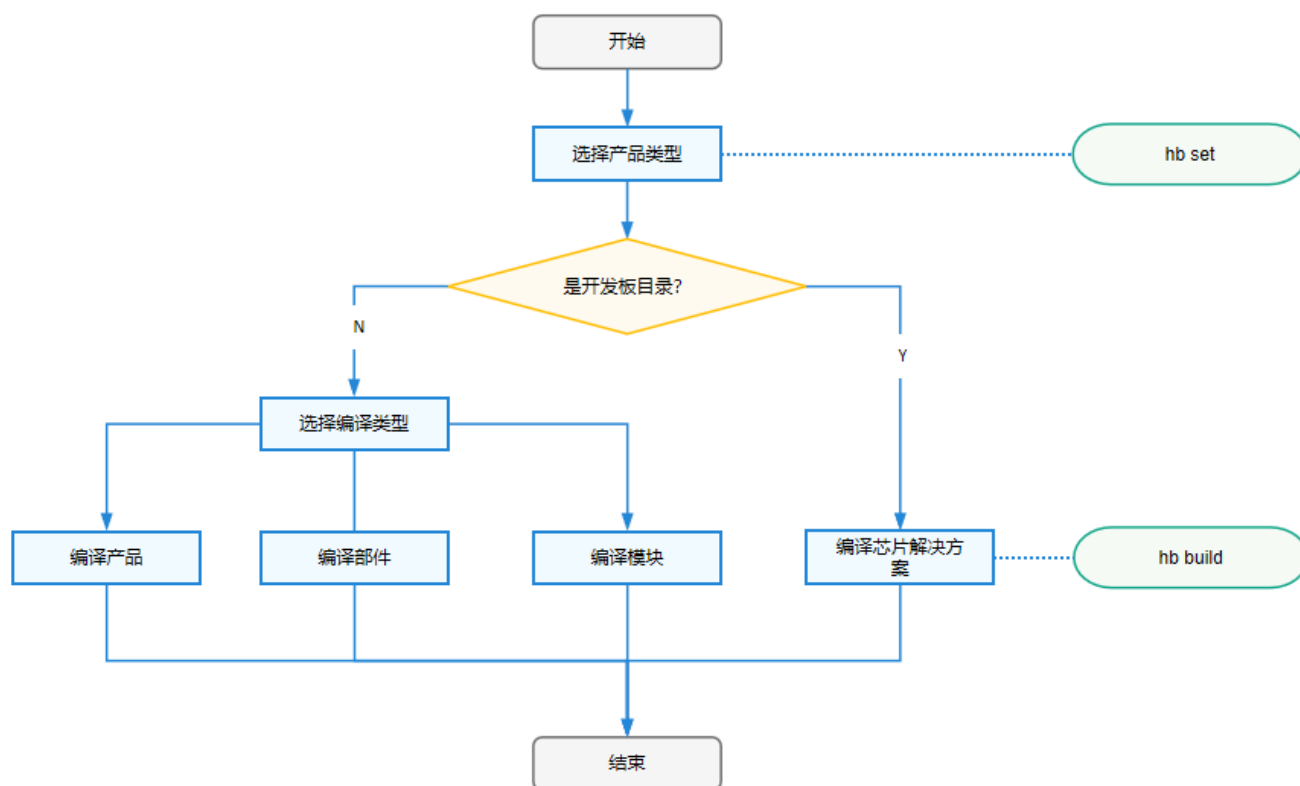 开始
选择产品类型
hb set
是开发板目录?
N
Y
选择编译类型
编译产品
编译部件
编译模块
编译芯片解决方
案
hb build
结束